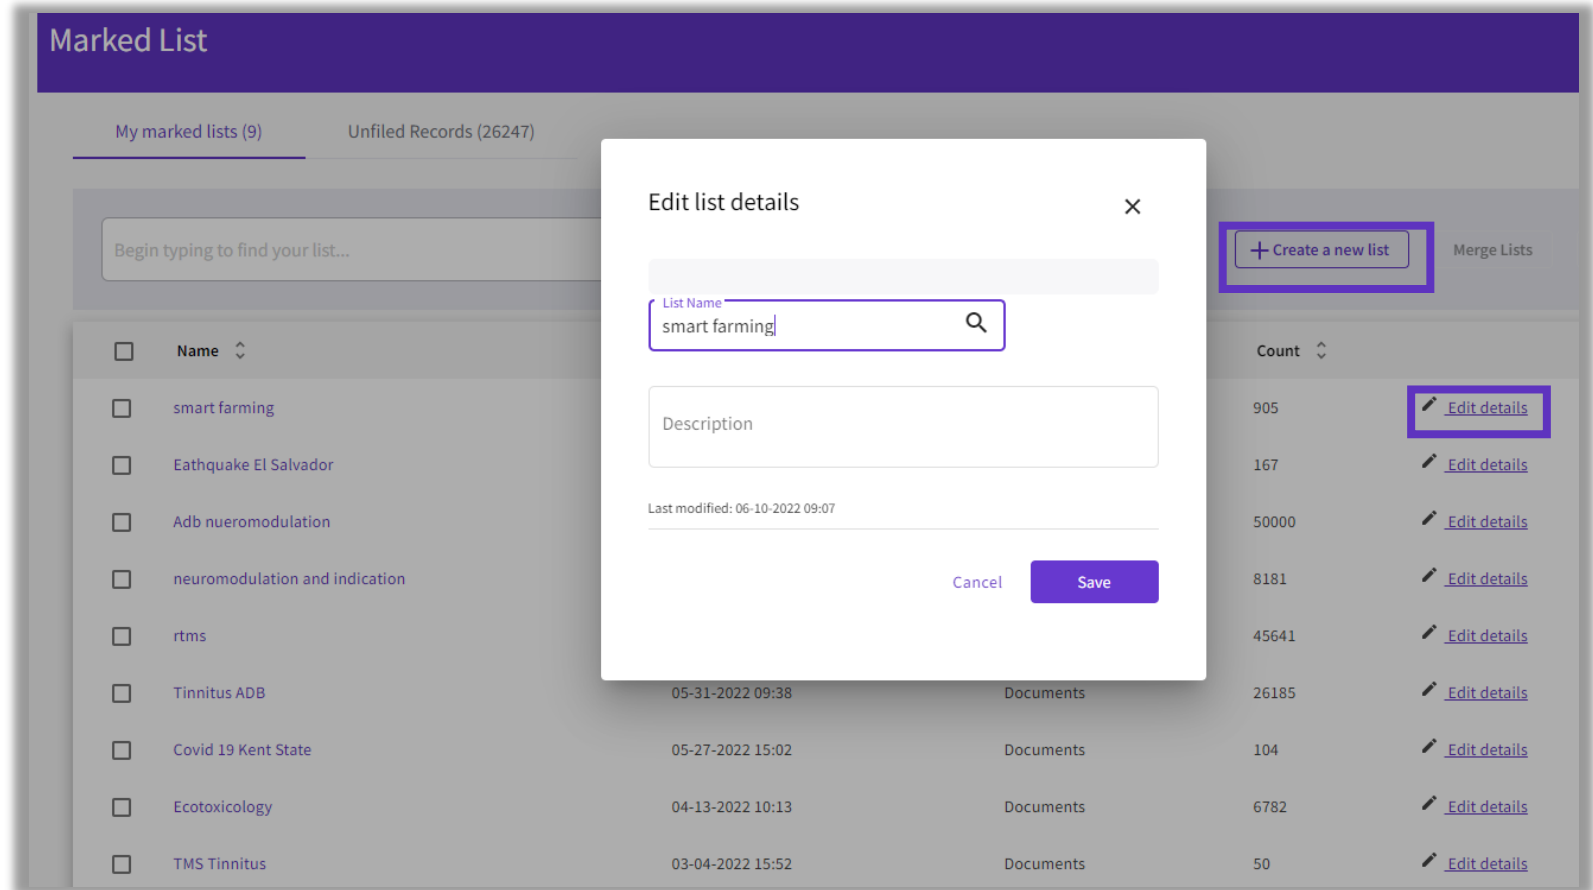 Marked List
My marked lists (9) Unfiled Records (26247)
Begin typing to find your list...
Create a new list Merge Lists
Edit list details
List Name
smart farming
Description
Last modified: 06-10-2022 09:07
Cancel Save
Name Count
smart farming 905 Edit details
Eathquake El Salvador 167 Edit details
Adb nueromodulation 50000 Edit details
neuromodulation and indication 8181 Edit details
rtms 45641 Edit details
Tinnitus ADB 05-31-2022 09:38 Documents 26185 Edit details
Covid 19 Kent State 05-27-2022 15:02 Documents 104 Edit details
Ecotoxicology 04-13-2022 10:13 Documents 6782 Edit details
TMS Tinnitus 03-04-2022 15:52 Documents 50 Edit details